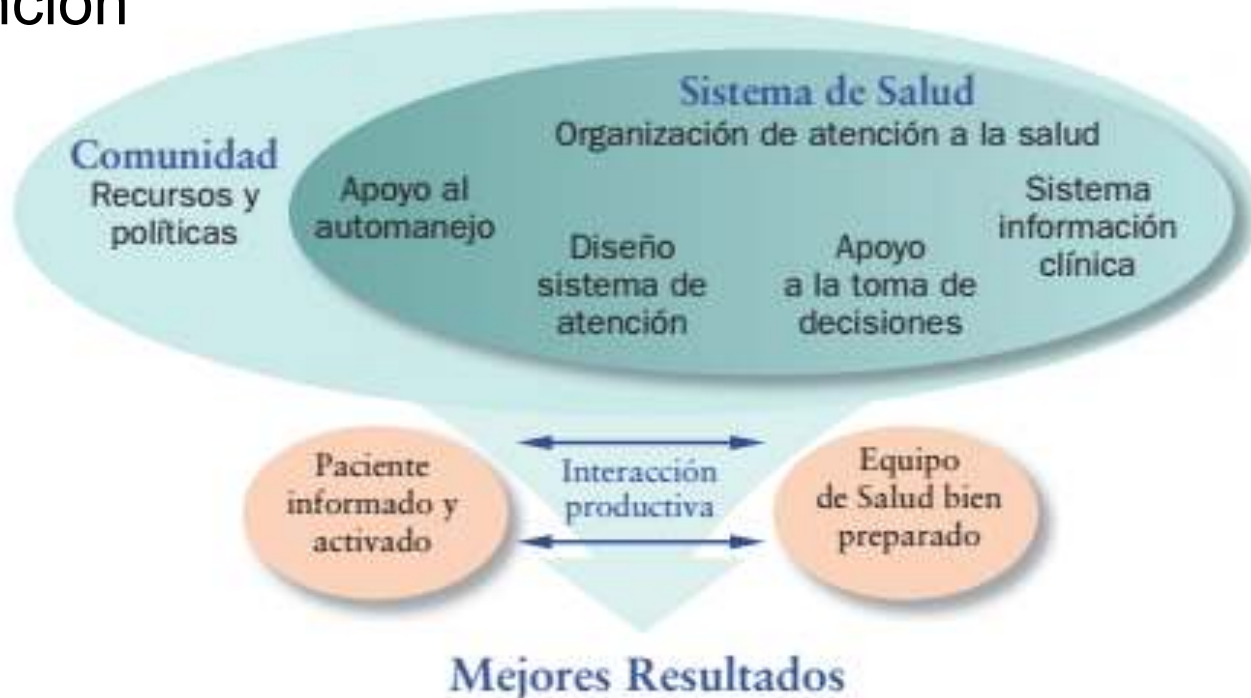 nción
Sistema de Salud
Organización de atención a la salud
Comunidad
Recursos y
políticas
Apoyo al
automanejo
Diseño
sistema de
atención
Apoyo
a la toma de
decisiones
Sistema
información
clínica
Paciente
informado y
activado
Interacción
productiva
Equipo
de Salud bien
preparado
Mejores Resultados